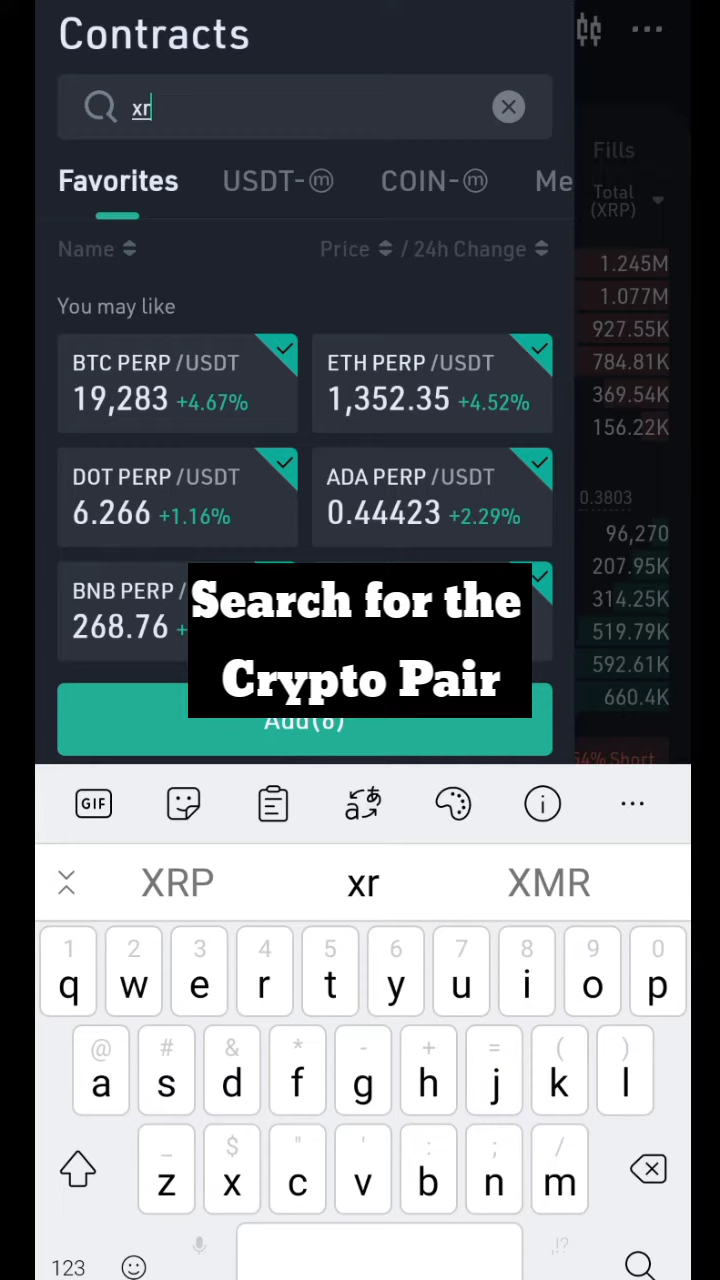 Contracts
xr
Fills
Favorites USDT-ⓜ COIN-ⓜ Me
Total
(XRP)
Name Price / 24h Change
1.245M
1.077M
927.55K
784.81K
369.54K
156.22K
0.3803
96,270
207.95K
314.25K
519.79K
592.61K
660.4K
54% Short
You may like
BTC PERP /USDT
19,283 +4.67%
ETH PERP /USDT
1,352.35 +4.52%
DOT PERP /USDT
6.266 +1.16%
ADA PERP /USDT
0.44423 +2.29%
BNB PERP /
268.76 +
Search for the
Crypto Pair
Add(6)
GIF
XRP xr XMR
1 2 3 4 5 6 7 8 9 0
q w e r t y u i o p
@ # & * - + = ( )
a s d f g h j k l
_ $ " ' : ; /
z x c v b n m
,!?
123